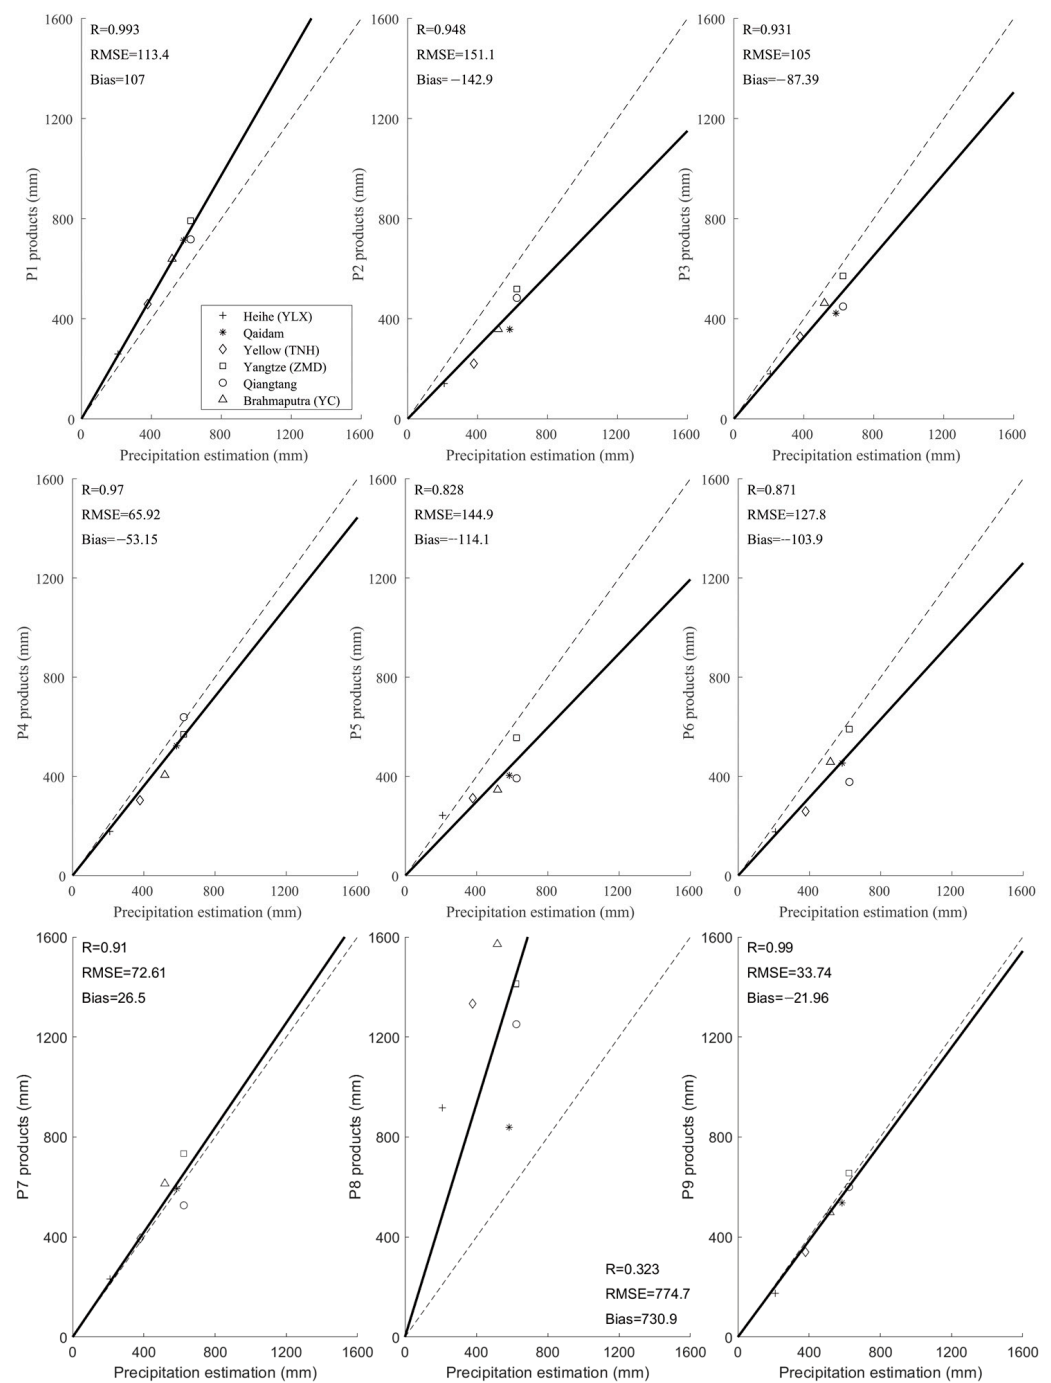 1600
1200
800
400
0
0
400
800
1200
1600
P1 products (mm)
Precipitation estimation (mm)
R=0.993
RMSE=113.4
Bias=107
Heihe (YLX)
Qaidam
Yellow (TNH)
Yangtze (ZMD)
Qiangtang
Brahmaputra (YC)
1600
1200
800
400
0
0
400
800
1200
1600
P2 products (mm)
Precipitation estimation (mm)
R=0.948
RMSE=151.1
Bias=−142.9
1600
1200
800
400
0
0
400
800
1200
1600
P3 products (mm)
Precipitation estimation (mm)
R=0.931
RMSE=105
Bias=−87.39
1600
1200
800
400
0
0
400
800
1200
1600
P4 products (mm)
Precipitation estimation (mm)
R=0.97
RMSE=65.92
Bias=−53.15
1600
1200
800
400
0
0
400
800
1200
1600
P5 products (mm)
Precipitation estimation (mm)
R=0.828
RMSE=144.9
Bias=−114.1
1600
1200
800
400
0
0
400
800
1200
1600
P6 products (mm)
Precipitation estimation (mm)
R=0.871
RMSE=127.8
Bias=−103.9
1600
1200
800
400
0
0
400
800
1200
1600
P7 products (mm)
Precipitation estimation (mm)
R=0.91
RMSE=72.61
Bias=26.5
1600
1200
800
400
0
0
400
800
1200
1600
P8 products (mm)
Precipitation estimation (mm)
R=0.323
RMSE=774.7
Bias=730.9
1600
1200
800
400
0
0
400
800
1200
1600
P9 products (mm)
Precipitation estimation (mm)
R=0.99
RMSE=33.74
Bias=−21.96